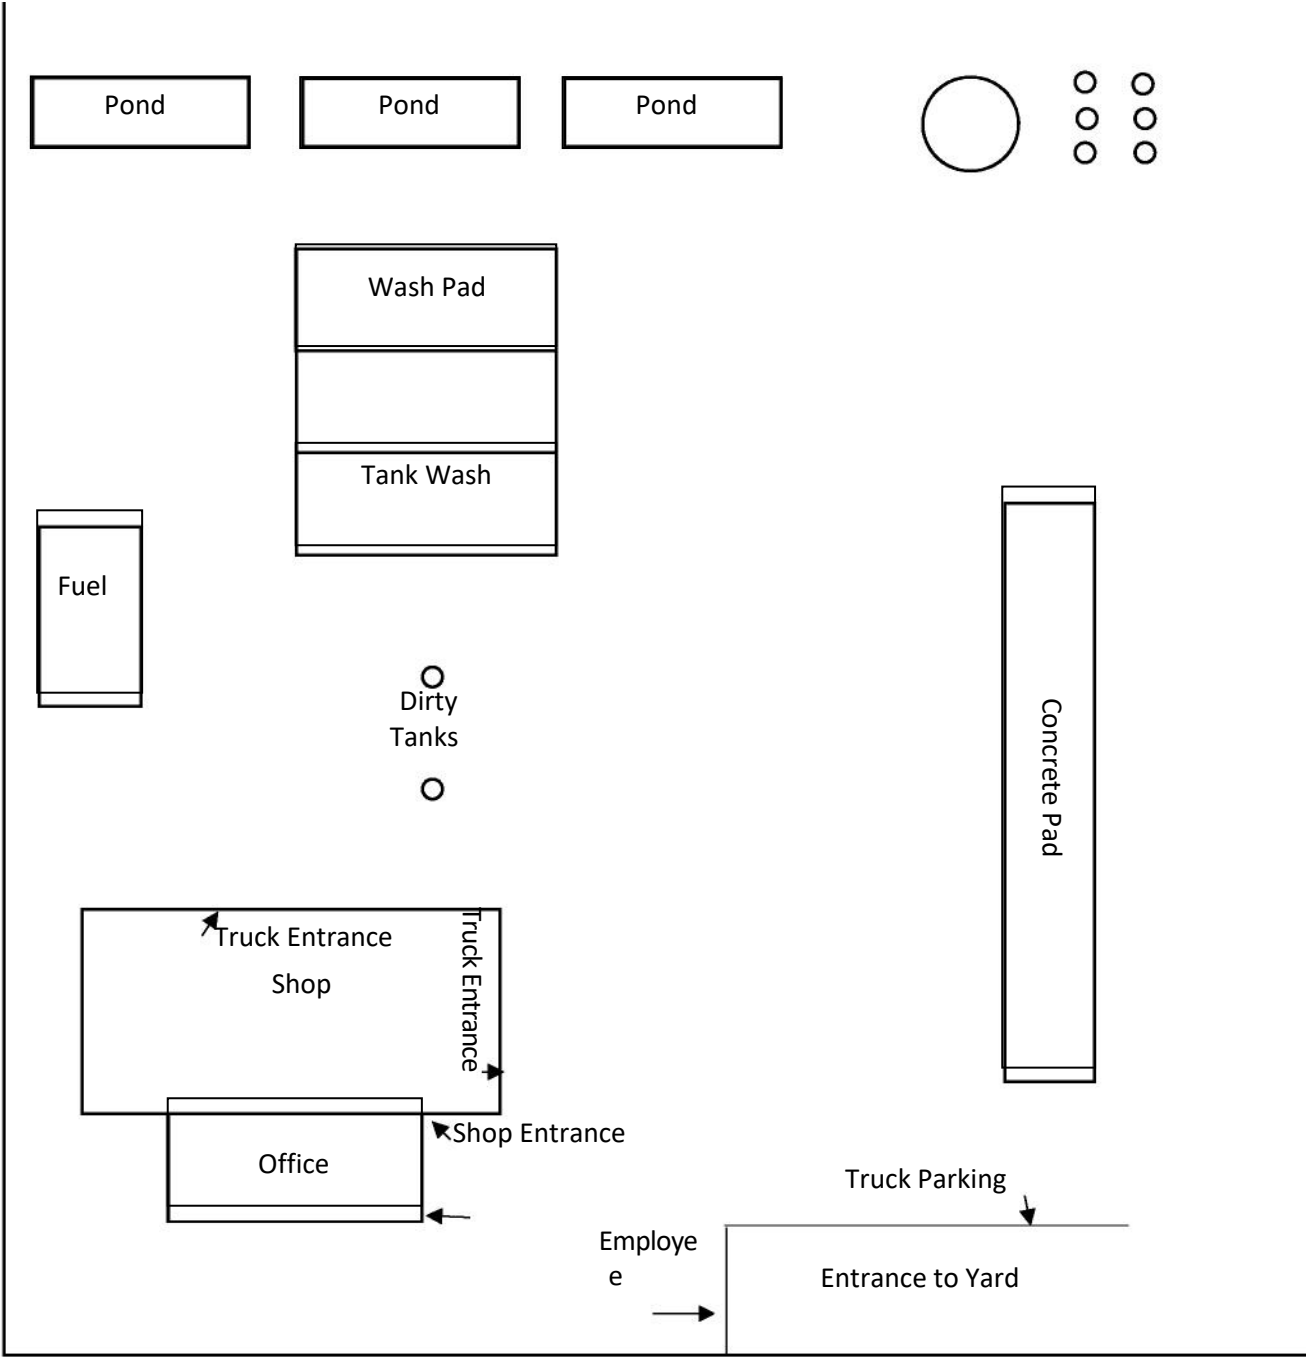 Pond
Pond
Pond
Wash Pad
Tank Wash
Fuel
Dirty
Tanks
Concrete Pad
Truck Entrance
Shop
Truck Entrance
Shop Entrance
Office
Truck Parking
Employe
e
Entrance to Yard